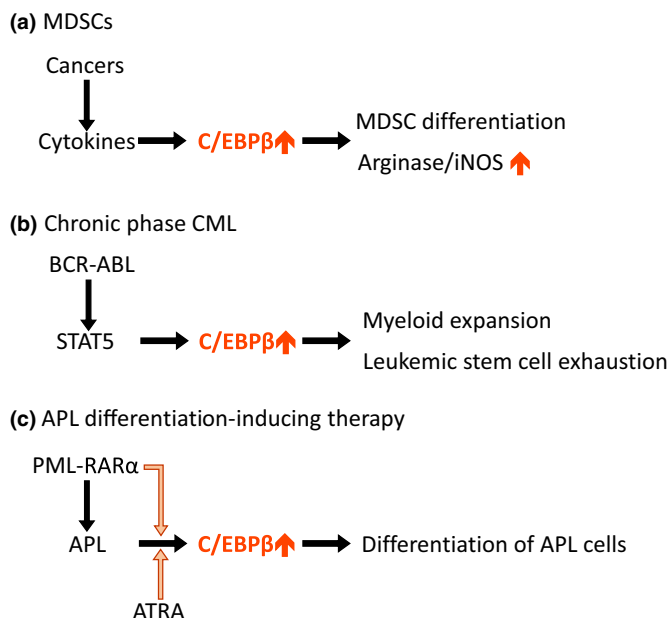 (a) MDSCs
Cancers
Cytokines
C/EBPβ
MDSC differentiation
Arginase/iNOS
(b) Chronic phase CML
BCR-ABL
STAT5
C/EBPβ
Myeloid expansion
Leukemic stem cell exhaustion
(c) APL differentiation-inducing therapy
PML-RARα
APL
C/EBPβ
Differentiation of APL cells
ATRA